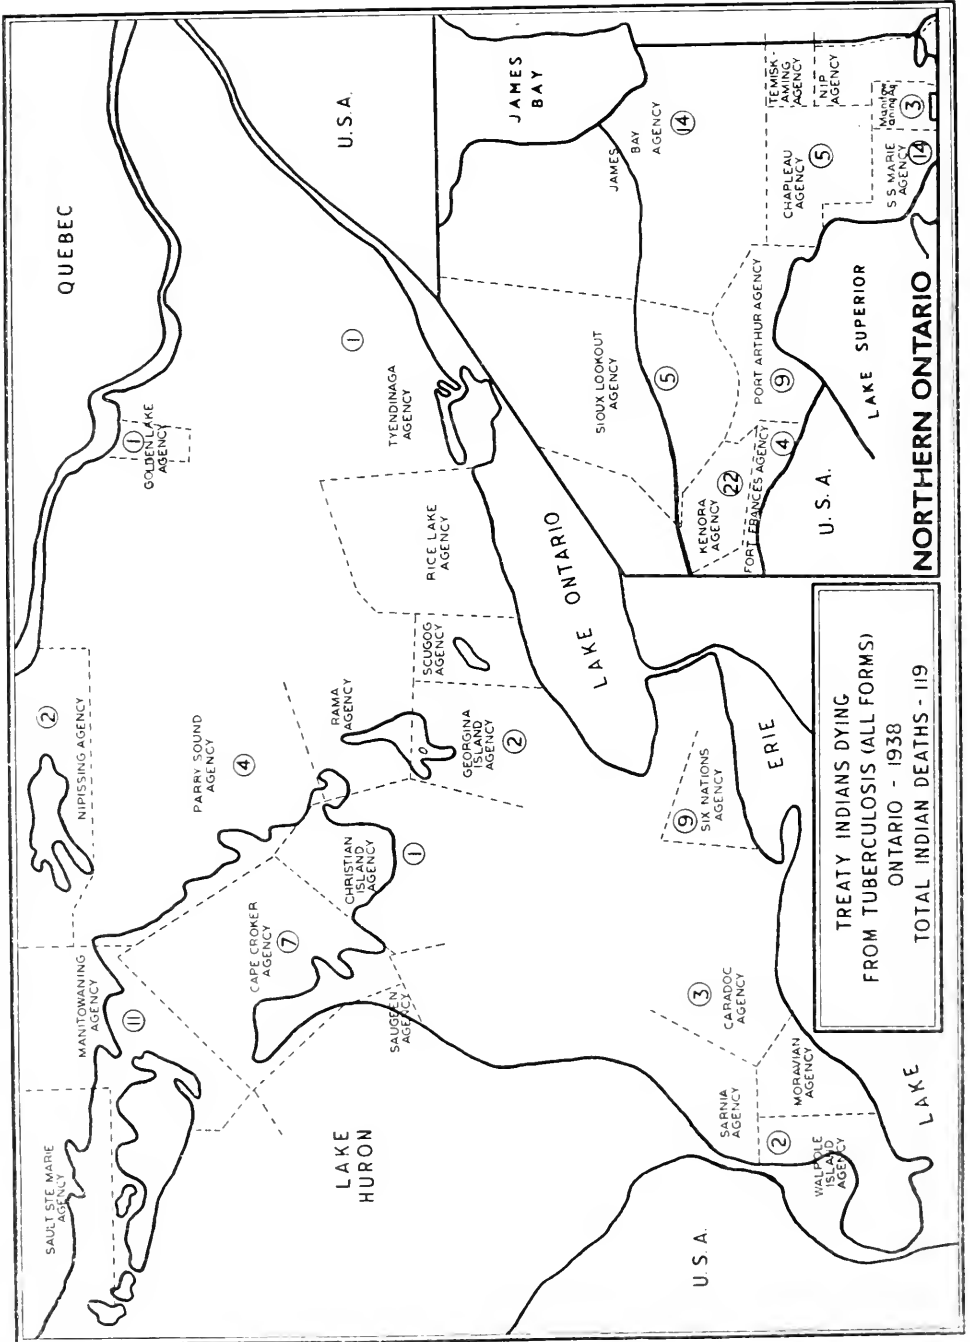 QUEBEC
U.S.A.
NIPISSING AGENCY
2
GOLDEN LAKE
AGENCY
1
SAULT STE MARIE
AGENCY
MANITOWANING
AGENCY
11
PARRY SOUND
AGENCY
4
TYENDINAGA
AGENCY
1
RICE LAKE
AGENCY
SCUGOG
AGENCY
RAMA
AGENCY
GEORGINA
ISLAND
AGENCY
2
CHRISTIAN
ISLAND
AGENCY
1
CAPE CROKER
AGENCY
7
SAUGEEN
AGENCY
LAKE
HURON
LAKE ONTARIO
SIX NATIONS
AGENCY
9
CARADOC
AGENCY
3
SARNIA
AGENCY
MORAVIAN
AGENCY
WALPOLE
ISLAND
AGENCY
2
U.S.A.
LAKE ERIE
JAMES
BAY
JAMES
BAY
AGENCY
14
SIOUX LOOKOUT
AGENCY
5
TEMISK-
AMING
AGENCY
NIP
AGENCY
CHAPLEAU
AGENCY
5
Manitow
aning Ag.
3
S S MARIE
AGENCY
14
PORT ARTHUR AGENCY
9
KENORA
AGENCY
22
FORT FRANCES AGENCY
4
U.S.A.
LAKE SUPERIOR
NORTHERN ONTARIO
TREATY INDIANS DYING
FROM TUBERCULOSIS (ALL FORMS)
ONTARIO - 1938
TOTAL INDIAN DEATHS - 119